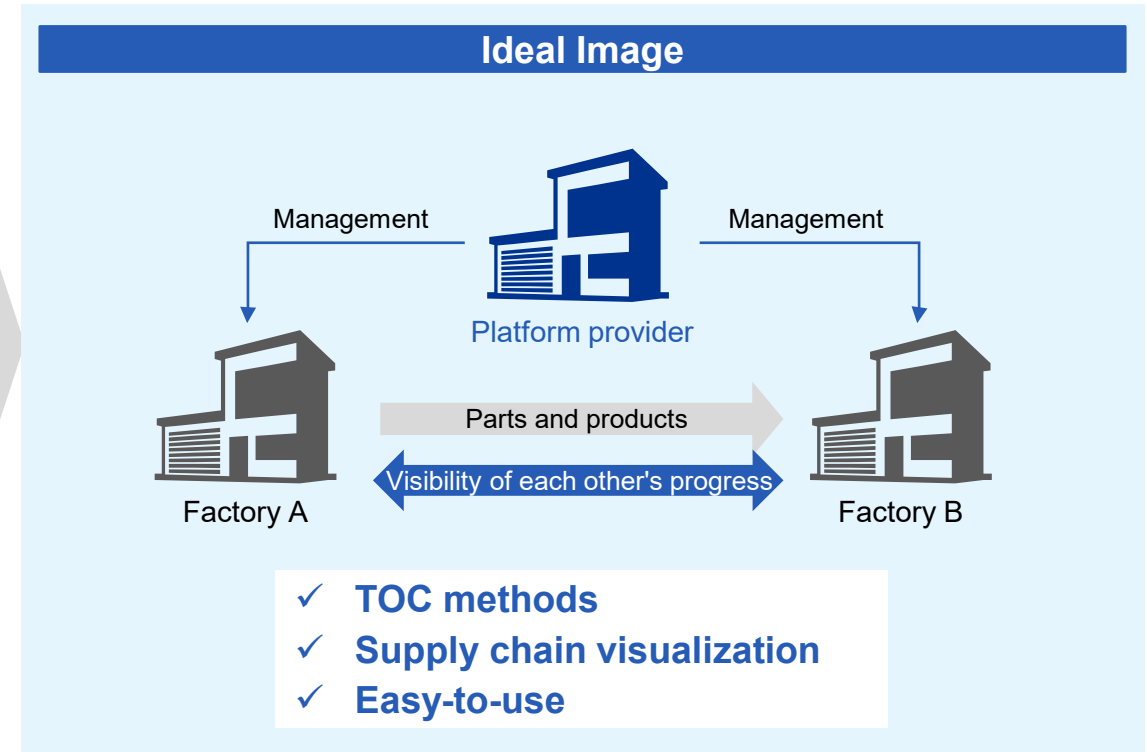 Ideal Image
Management
Management
Platform provider
Parts and products
Visibility of each other's progress
Factory A
Factory B
✓ TOC methods
✓ Supply chain visualization
✓ Easy-to-use